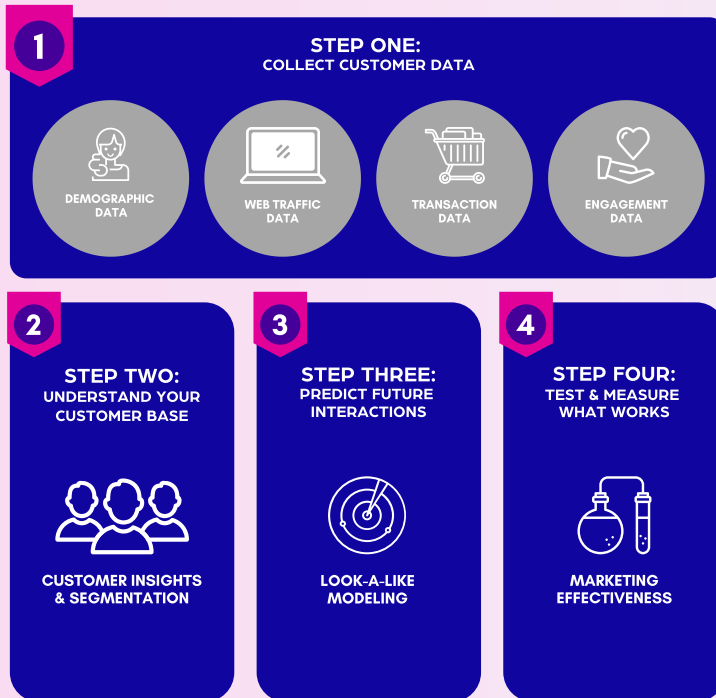 1
STEP ONE:
COLLECT CUSTOMER DATA
DEMOGRAPHIC
DATA
WEB TRAFFIC
DATA
TRANSACTION
DATA
ENGAGEMENT
DATA
2
STEP TWO:
UNDERSTAND YOUR
CUSTOMER BASE
CUSTOMER INSIGHTS
& SEGMENTATION
3
STEP THREE:
PREDICT FUTURE
INTERACTIONS
LOOK-A-LIKE
MODELING
4
STEP FOUR:
TEST & MEASURE
WHAT WORKS
MARKETING
EFFECTIVENESS